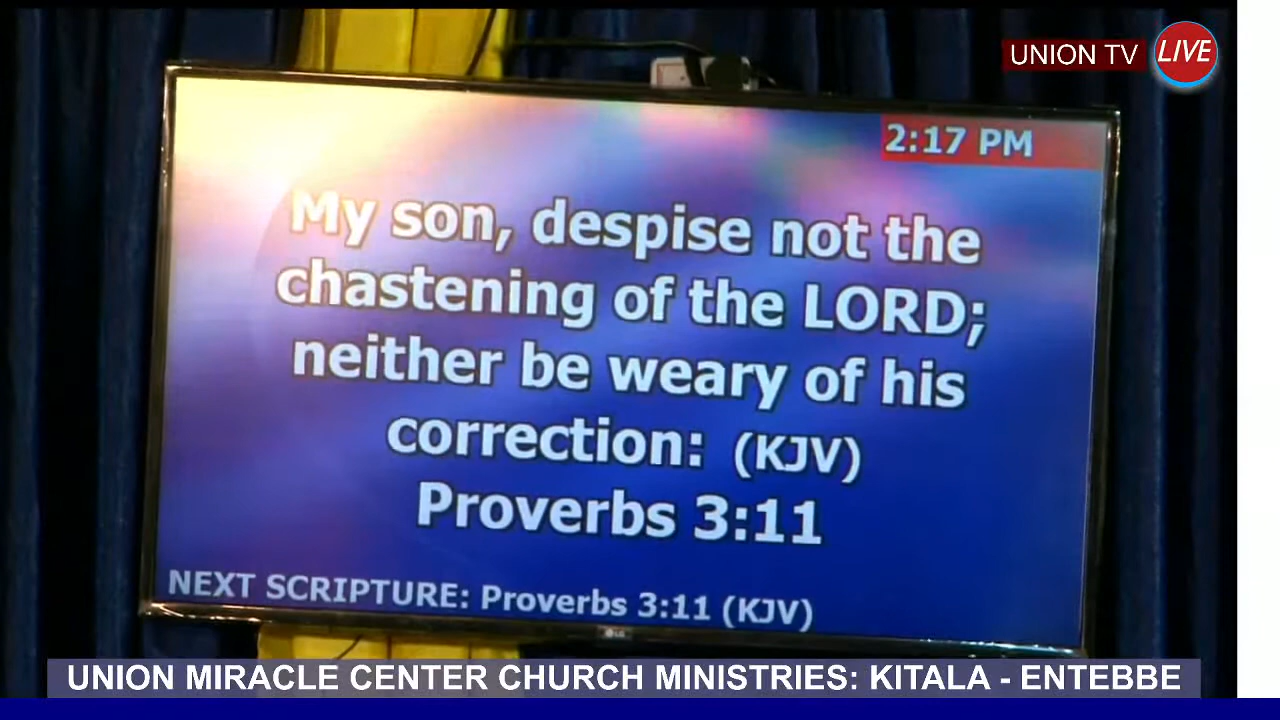 UNION TV LIVE
2:17 PM
My son, despise not the
chastening of the LORD;
neither be weary of his
correction: (KJV)
Proverbs 3:11
NEXT SCRIPTURE: Proverbs 3:11 (KJV)
LG
UNION MIRACLE CENTER CHURCH MINISTRIES: KITALA - ENTEBBE